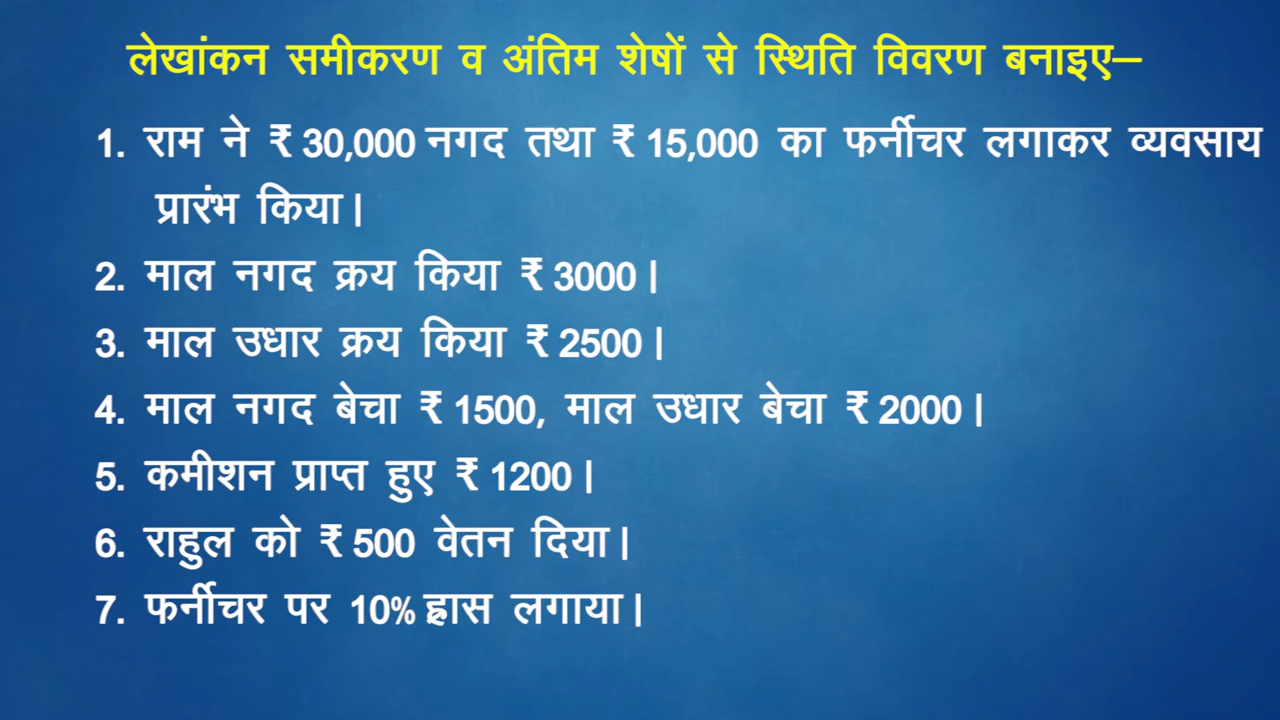 लेखांकन समीकरण व अंतिम शेषों से स्थिति विवरण बनाइए—
1. राम ने ₹ 30,000 नगद तथा ₹ 15,000 का फर्नीचर लगाकर व्यवसाय
प्रारंभ किया।
2. माल नगद क्रय किया ₹ 3000।
3. माल उधार क्रय किया ₹ 2500।
4. माल नगद बेचा ₹ 1500, माल उधार बेचा ₹ 2000।
5. कमीशन प्राप्त हुए ₹ 1200।
6. राहुल को ₹ 500 वेतन दिया।
7. फर्नीचर पर 10% ह्रास लगाया।